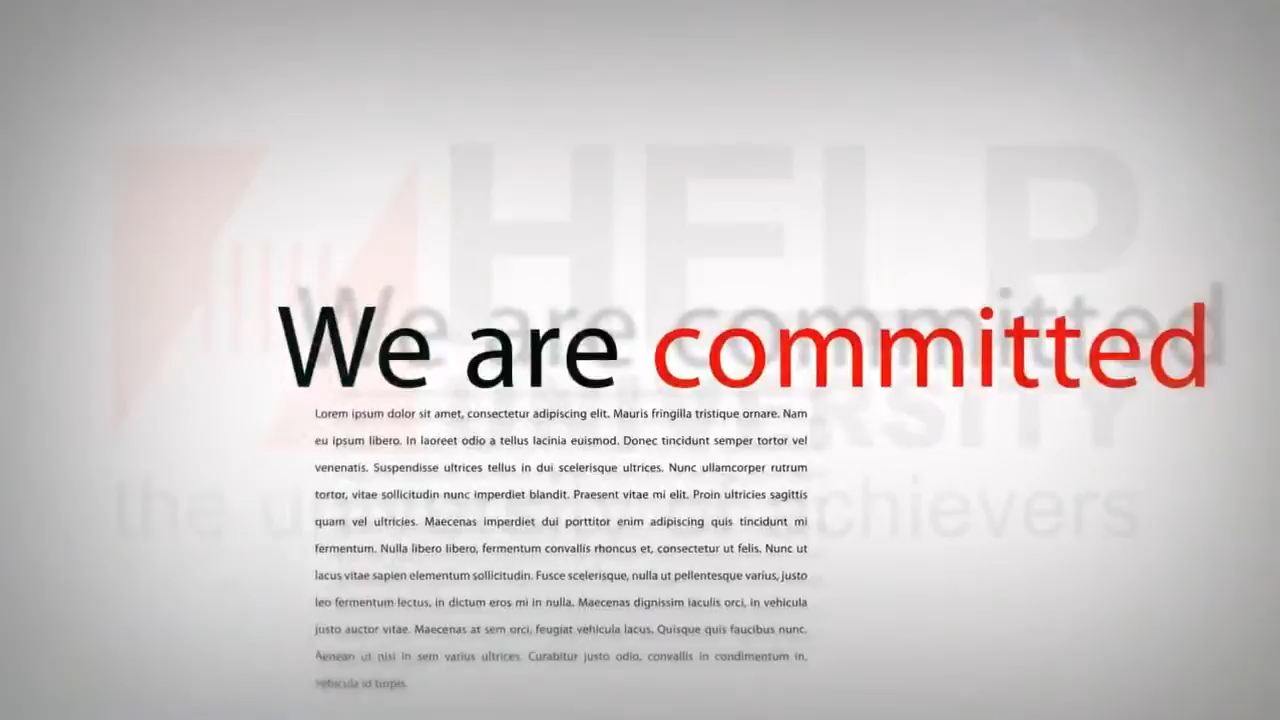 HELP
We are committed
UNIVERSITY
the university of achievers
Lorem ipsum dolor sit amet, consectetur adipiscing elit. Mauris fringilla tristique ornare. Nam
eu ipsum libero. In laoreet odio a tellus lacinia euismod. Donec tincidunt semper tortor vel
venenatis. Suspendisse ultrices tellus in dui scelerisque ultrices. Nunc ullamcorper rutrum
tortor, vitae sollicitudin nunc imperdiet blandit. Praesent vitae mi elit. Proin ultricies sagittis
quam vel ultricies. Maecenas imperdiet dui porttitor enim adipiscing quis tincidunt mi
fermentum. Nulla libero libero, fermentum convallis rhoncus et, consectetur ut felis. Nunc ut
lacus vitae sapien elementum sollicitudin. Fusce scelerisque, nulla ut pellentesque varius, justo
leo fermentum lectus, in dictum eros mi in nulla. Maecenas dignissim iaculis orci, in vehicula
justo auctor vitae. Maecenas at sem orci, feugiat vehicula lacus. Quisque quis faucibus nunc.
Aenean ut nisi in sem varius ultrices. Curabitur justo odio, convallis in condimentum in,
vehicula id turpis.